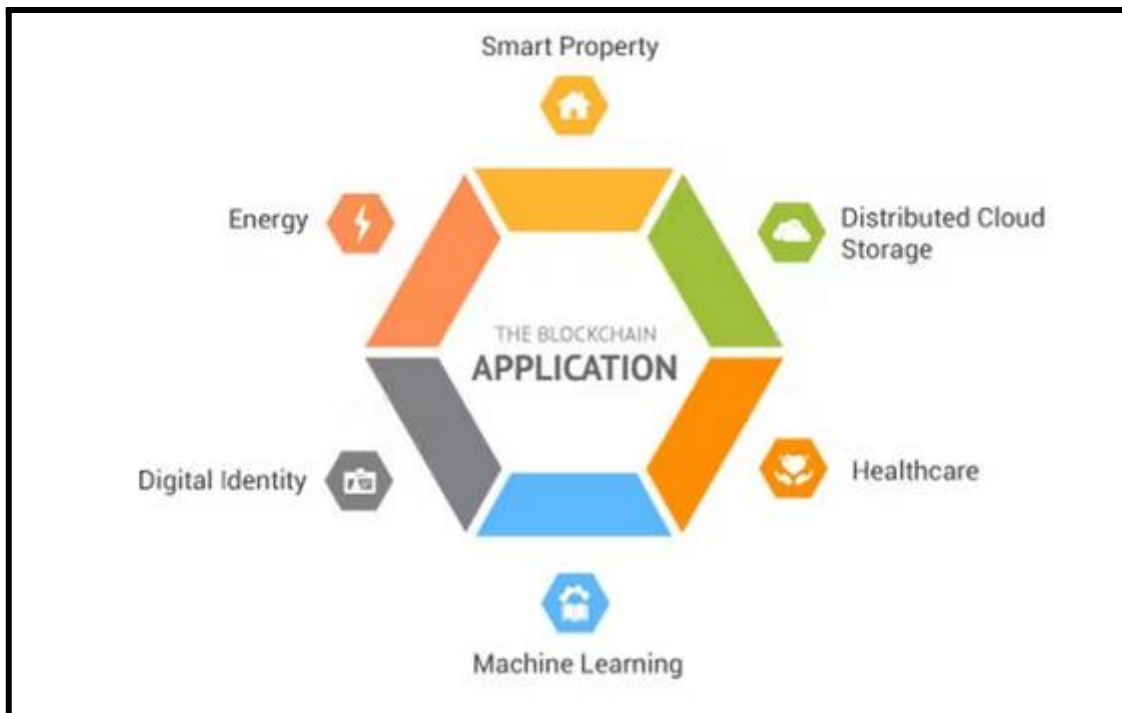 Smart Property
Energy
Distributed Cloud
Storage
THE BLOCKCHAIN
APPLICATION
Digital Identity
Healthcare
Machine Learning